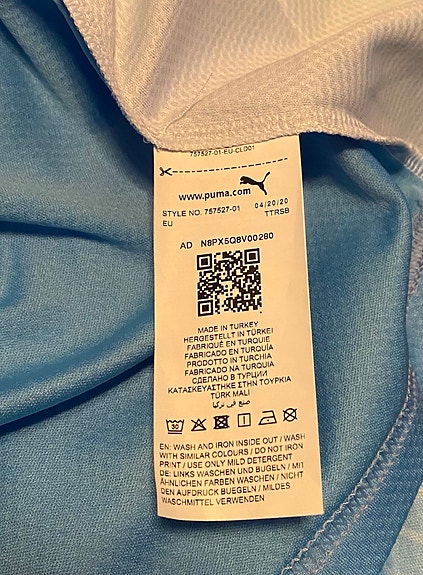 757527-01-EU-CL001
www.puma.com
STYLE NO. 757527-01 04/20/20
EU TTRSB
AD N8PX5Q8V00280
MADE IN TURKEY
HERGESTELLT IN TÜRKEI
FABRIQUÉ EN TURQUIE
FABRICADO EN TURQUÍA
PRODOTTO IN TURCHIA
FABRICADO NA TURQUIA
СДЕЛАНО В ТУРЦИИ
ΚΑΤΑΣΚΕΥΑΣΤΗΚΕ ΣΤΗΝ ΤΟΥΡΚΙΑ
TÜRK MALI
صنع في تركيا
30
EN: WASH AND IRON INSIDE OUT / WASH
WITH SIMILAR COLOURS / DO NOT IRON
PRINT / USE ONLY MILD DETERGENT
DE: LINKS WASCHEN UND BUGELN / MIT
ÄHNLICHEN FARBEN WASCHEN / NICHT
DEN AUFDRUCK BUEGELN / MILDES
WASCHMITTEL VERWENDEN